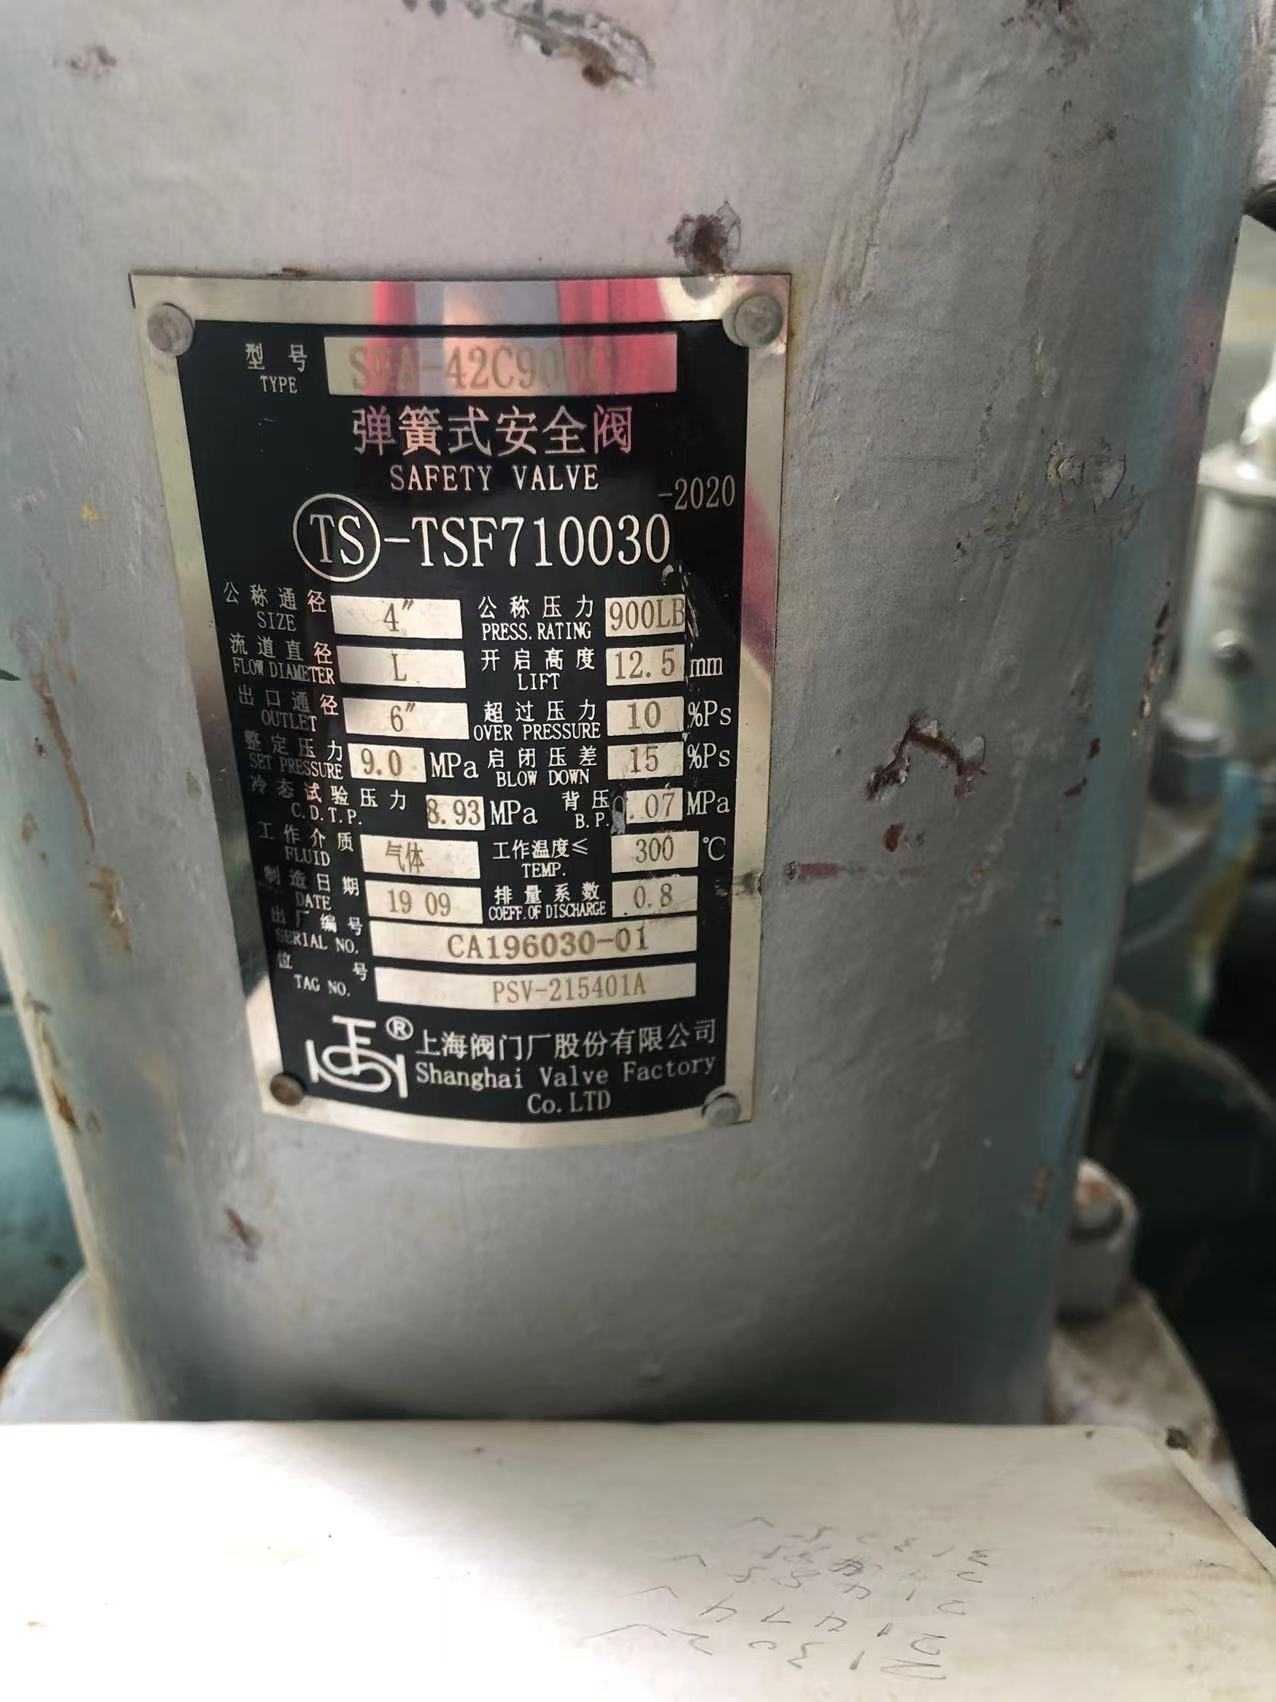 型号 TYPE
弹簧式安全阀
SAFETY VALVE
-2020
TS-TSF710030
公称通径 SIZE 4" 公称压力 PRESS.RATING 900LB
流道直径 FLOW DIAMETER L 开启高度 LIFT 12.5 mm
出口通径 OUTLET 6" 超过压力 OVER PRESSURE 10 %Ps
整定压力 SET PRESSURE 9.0 MPa 启闭压差 BLOW DOWN 15 %Ps
冷态试验压力 C.D.T.P. 8.93 MPa 背压 B.P. .07 MPa
工作介质 FLUID 气体 工作温度≤ TEMP. 300 ℃
制造日期 DATE 19 09 排量系数 COEFF.OF DISCHARGE 0.8
出厂编号 SERIAL NO. CA196030-01
位号 TAG NO. PSV-215401A
®上海阀门厂股份有限公司
Shanghai Valve Factory
Co.LTD